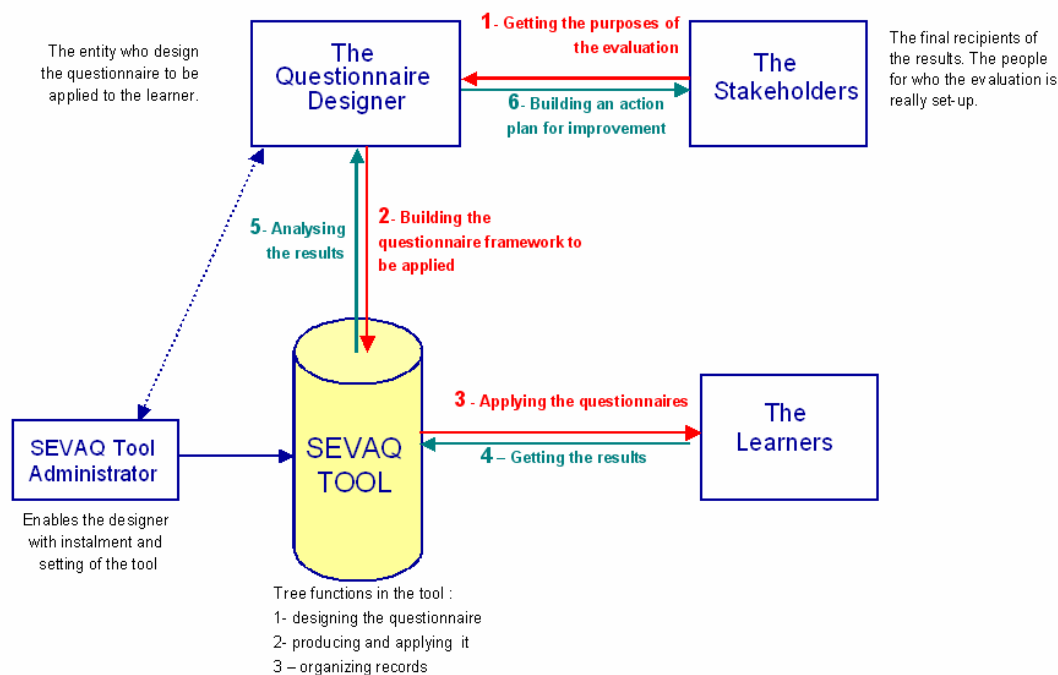 The entity who design
the questionnaire to be
applied to the learner.
The
Questionnaire
Designer
1- Getting the purposes of
the evaluation
6- Building an action
plan for improvement
The
Stakeholders
The final recipients of
the results. The people
for who the evaluation is
really set-up.
5- Analysing
the results
2- Building the
questionnaire framework to
be applied
SEVAQ Tool
Administrator
Enables the designer
with instalment and
setting of the tool
SEVAQ
TOOL
3 - Applying the questionnaires
4 – Getting the results
The
Learners
Tree functions in the tool :
1- designing the questionnaire
2- producing and applying it
3 – organizing records